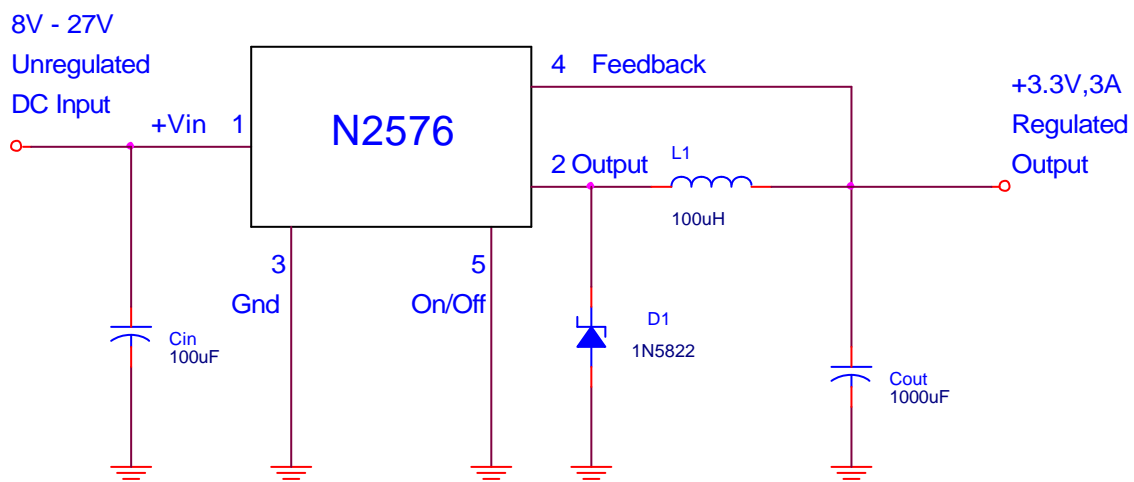 8V - 27V
Unregulated
DC Input
+Vin 1
N2576
4 Feedback
2 Output
L1
100uH
+3.3V,3A
Regulated
Output
3
Gnd
5
On/Off
Cin
100uF
D1
1N5822
Cout
1000uF